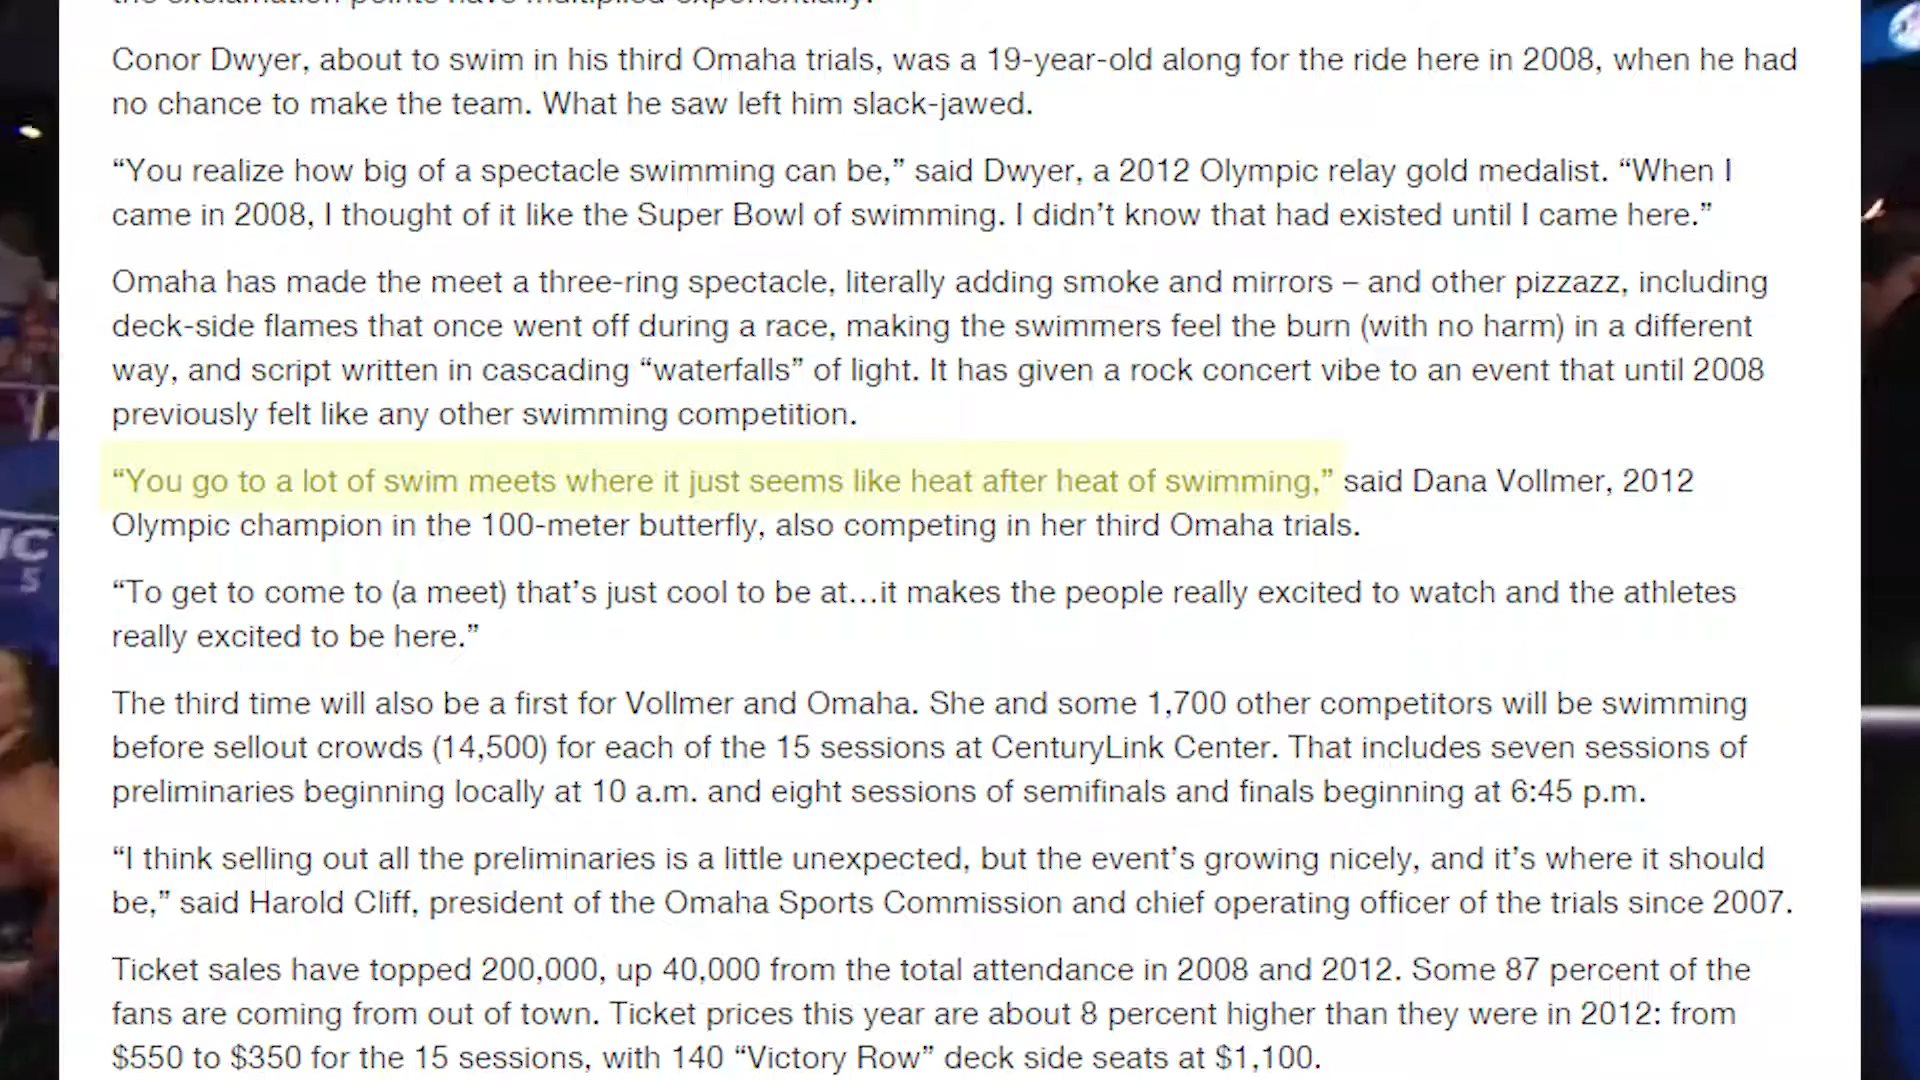 the exclamation points have multiplied exponentially.
Conor Dwyer, about to swim in his third Omaha trials, was a 19-year-old along for the ride here in 2008, when he had
no chance to make the team. What he saw left him slack-jawed.
“You realize how big of a spectacle swimming can be,” said Dwyer, a 2012 Olympic relay gold medalist. “When I
came in 2008, I thought of it like the Super Bowl of swimming. I didn’t know that had existed until I came here.”
Omaha has made the meet a three-ring spectacle, literally adding smoke and mirrors – and other pizzazz, including
deck-side flames that once went off during a race, making the swimmers feel the burn (with no harm) in a different
way, and script written in cascading “waterfalls” of light. It has given a rock concert vibe to an event that until 2008
previously felt like any other swimming competition.
“You go to a lot of swim meets where it just seems like heat after heat of swimming,” said Dana Vollmer, 2012
Olympic champion in the 100-meter butterfly, also competing in her third Omaha trials.
“To get to come to (a meet) that’s just cool to be at…it makes the people really excited to watch and the athletes
really excited to be here.”
The third time will also be a first for Vollmer and Omaha. She and some 1,700 other competitors will be swimming
before sellout crowds (14,500) for each of the 15 sessions at CenturyLink Center. That includes seven sessions of
preliminaries beginning locally at 10 a.m. and eight sessions of semifinals and finals beginning at 6:45 p.m.
“I think selling out all the preliminaries is a little unexpected, but the event’s growing nicely, and it’s where it should
be,” said Harold Cliff, president of the Omaha Sports Commission and chief operating officer of the trials since 2007.
Ticket sales have topped 200,000, up 40,000 from the total attendance in 2008 and 2012. Some 87 percent of the
fans are coming from out of town. Ticket prices this year are about 8 percent higher than they were in 2012: from
$550 to $350 for the 15 sessions, with 140 “Victory Row” deck side seats at $1,100.